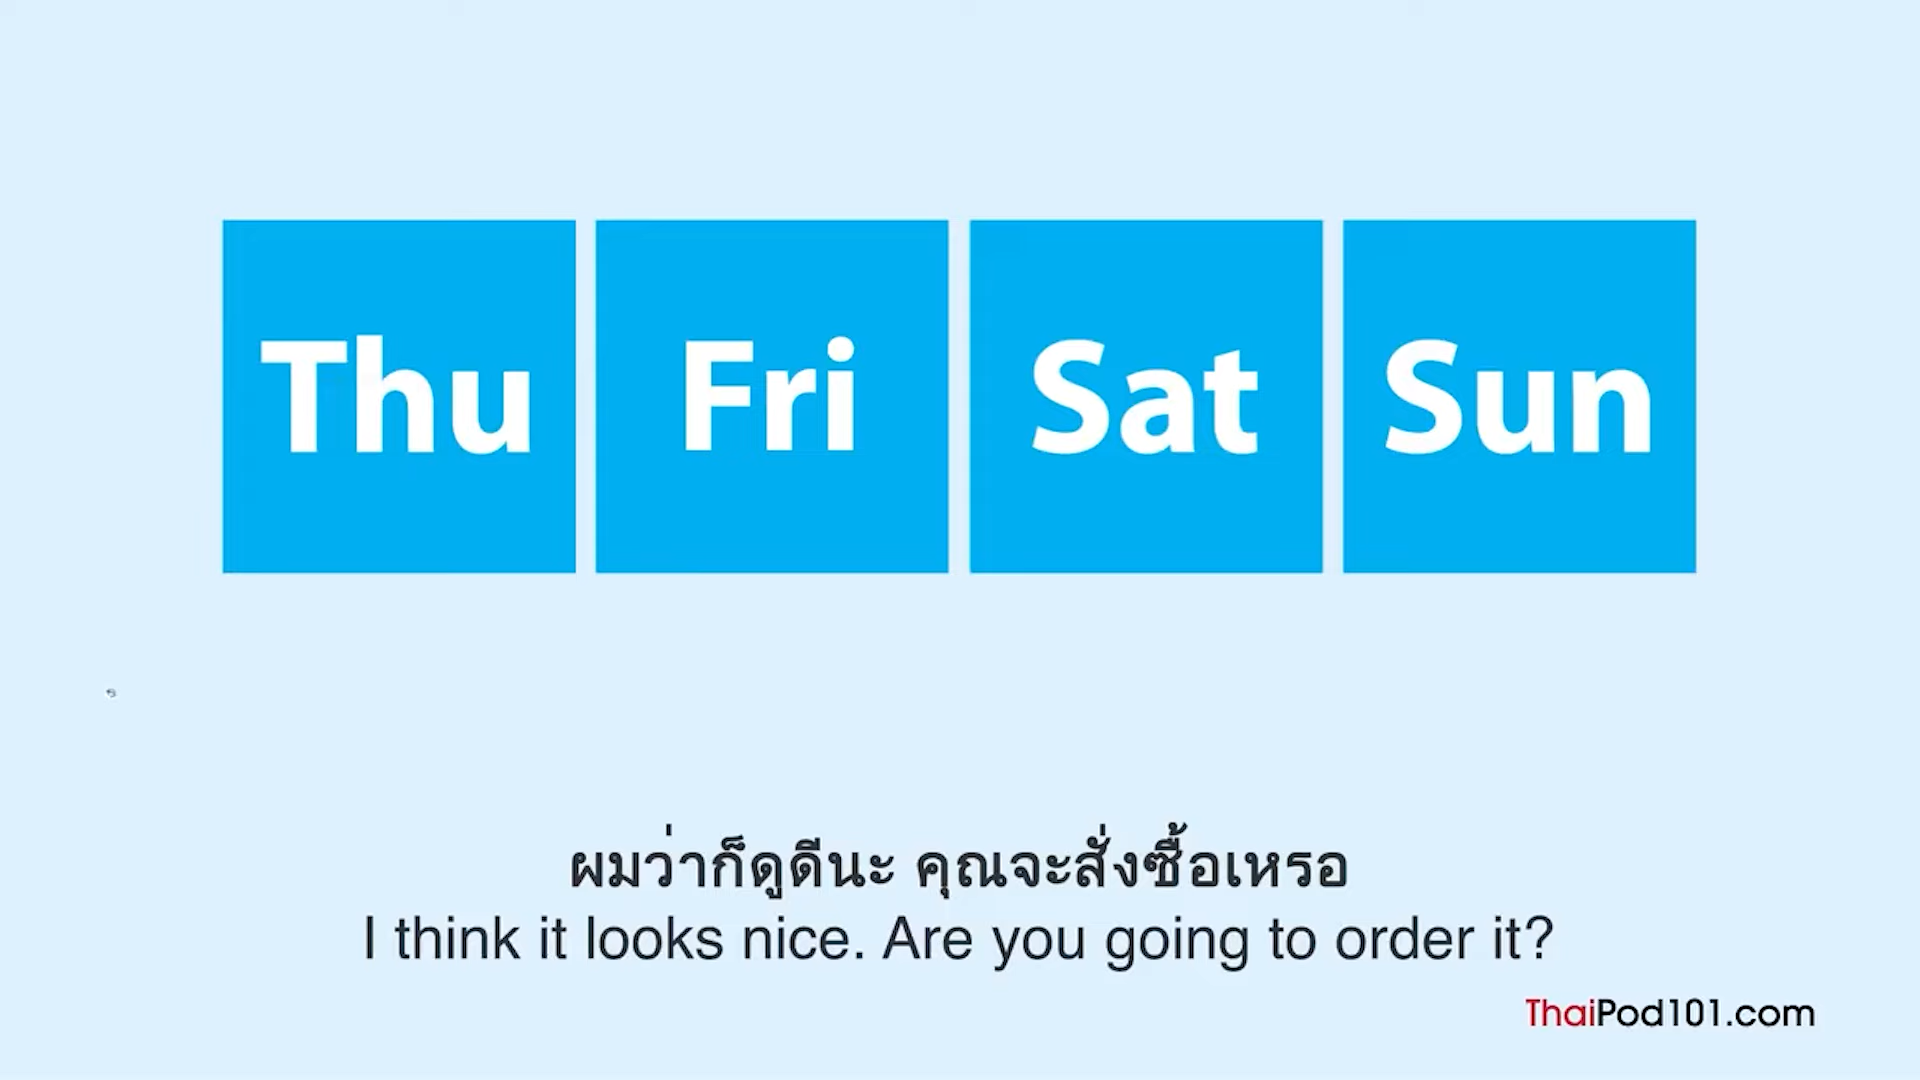 Thu Fri Sat Sun
ผมว่าก็ดูดีนะ คุณจะสั่งซื้อเหรอ
I think it looks nice. Are you going to order it?
ThaiPod101.com